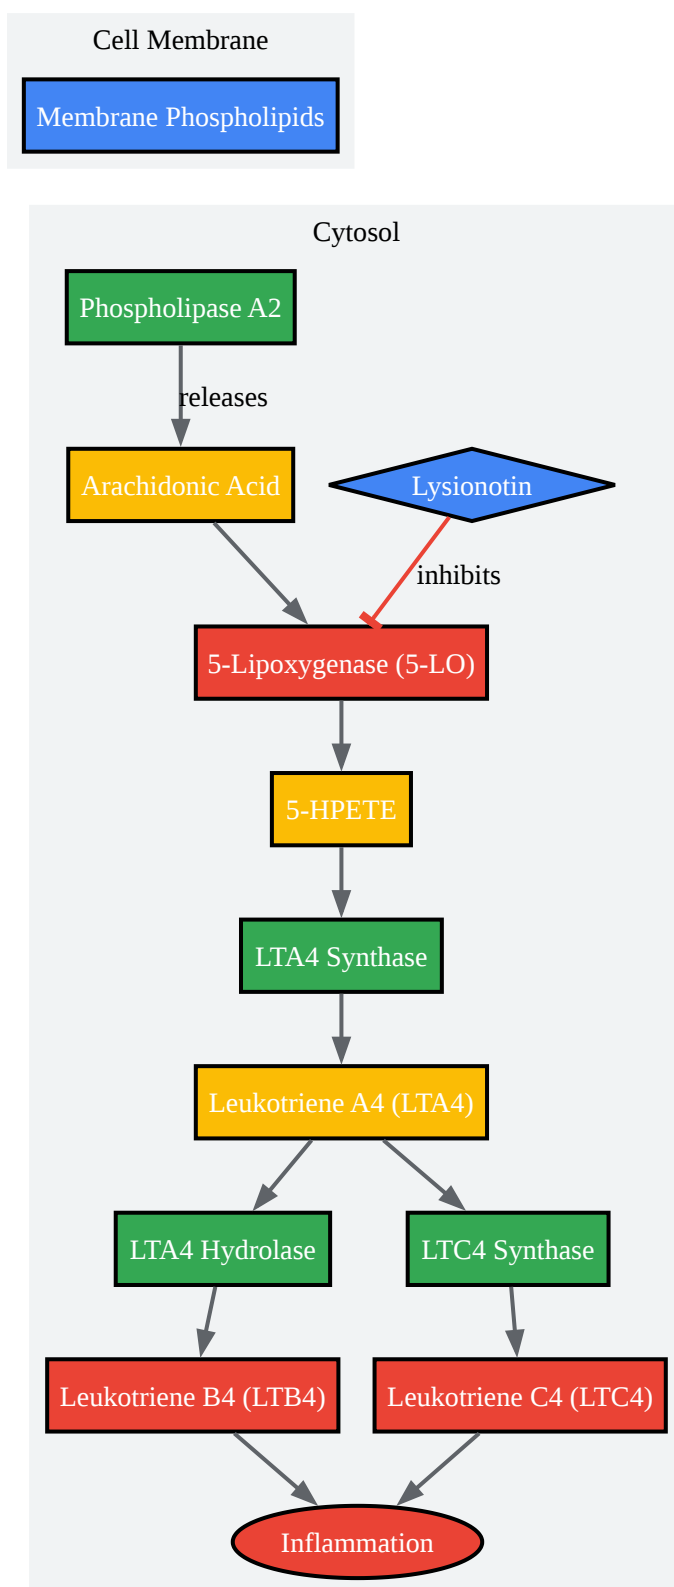 Cell Membrane
Membrane Phospholipids
Cytosol
Phospholipase A2
releases
Arachidonic Acid
Lysionotin
inhibits
5-Lipoxygenase (5-LO)
5-HPETE
LTA4 Synthase
Leukotriene A4 (LTA4)
LTA4 Hydrolase
LTC4 Synthase
Leukotriene B4 (LTB4)
Leukotriene C4 (LTC4)
Inflammation